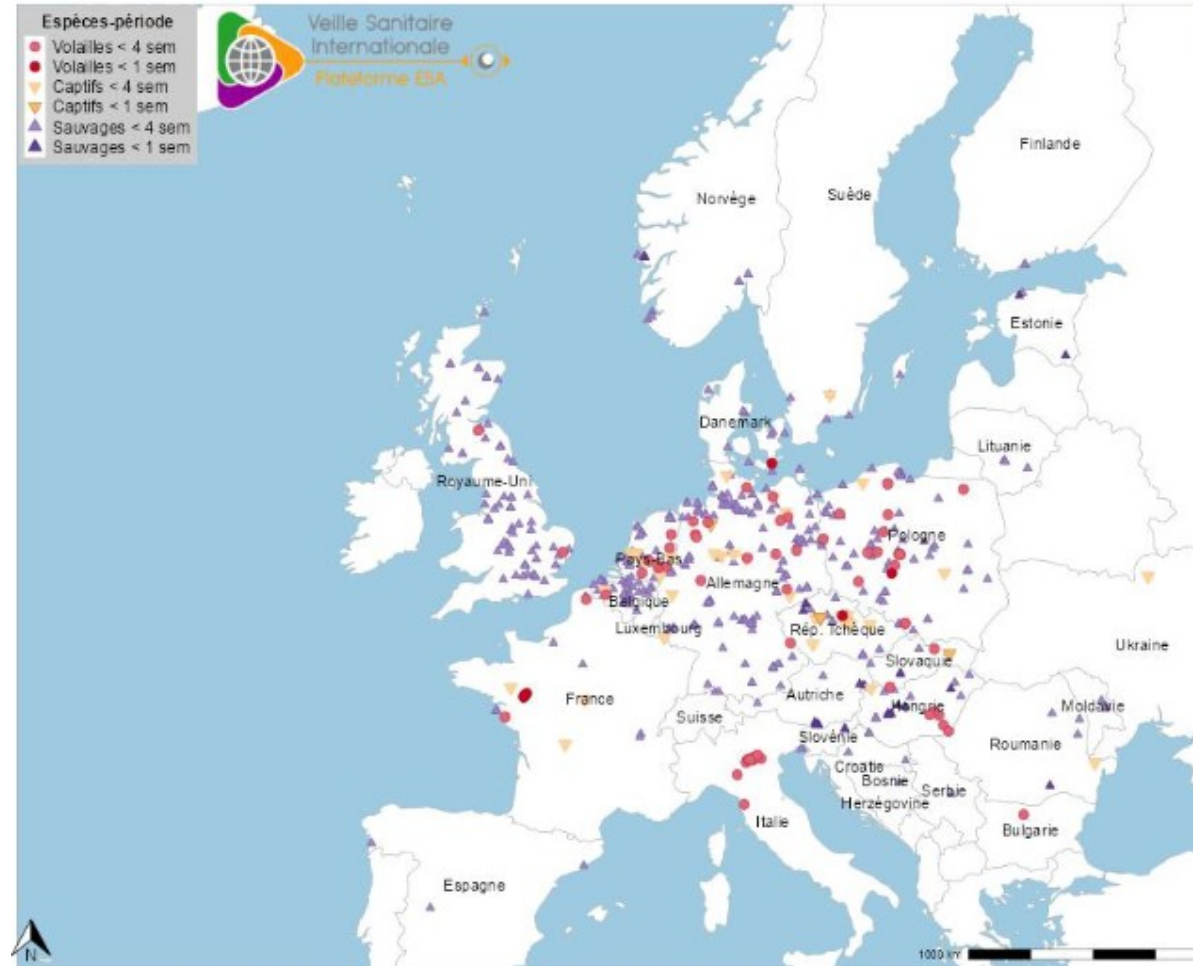 Espèces-période
Volailles < 4 sem
Volailles < 1 sem
Captifs < 4 sem
Captifs < 1 sem
Sauvages < 4 sem
Sauvages < 1 sem
Veille Sanitaire
Internationale
Plateforme ESA
Finlande
Norvège
Suède
Estonie
Danemark
Lituanie
Royaume-Uni
Pologne
Pays-Bas
Allemagne
Belgique
Luxembourg
Rép. Tchèque
Ukraine
Slovaquie
France
Autriche
Hongrie
Moldavie
Suisse
Slovénie
Roumanie
Croatie
Bosnie
Serbie
Herzégovine
Italie
Bulgarie
Espagne
N
1000 km